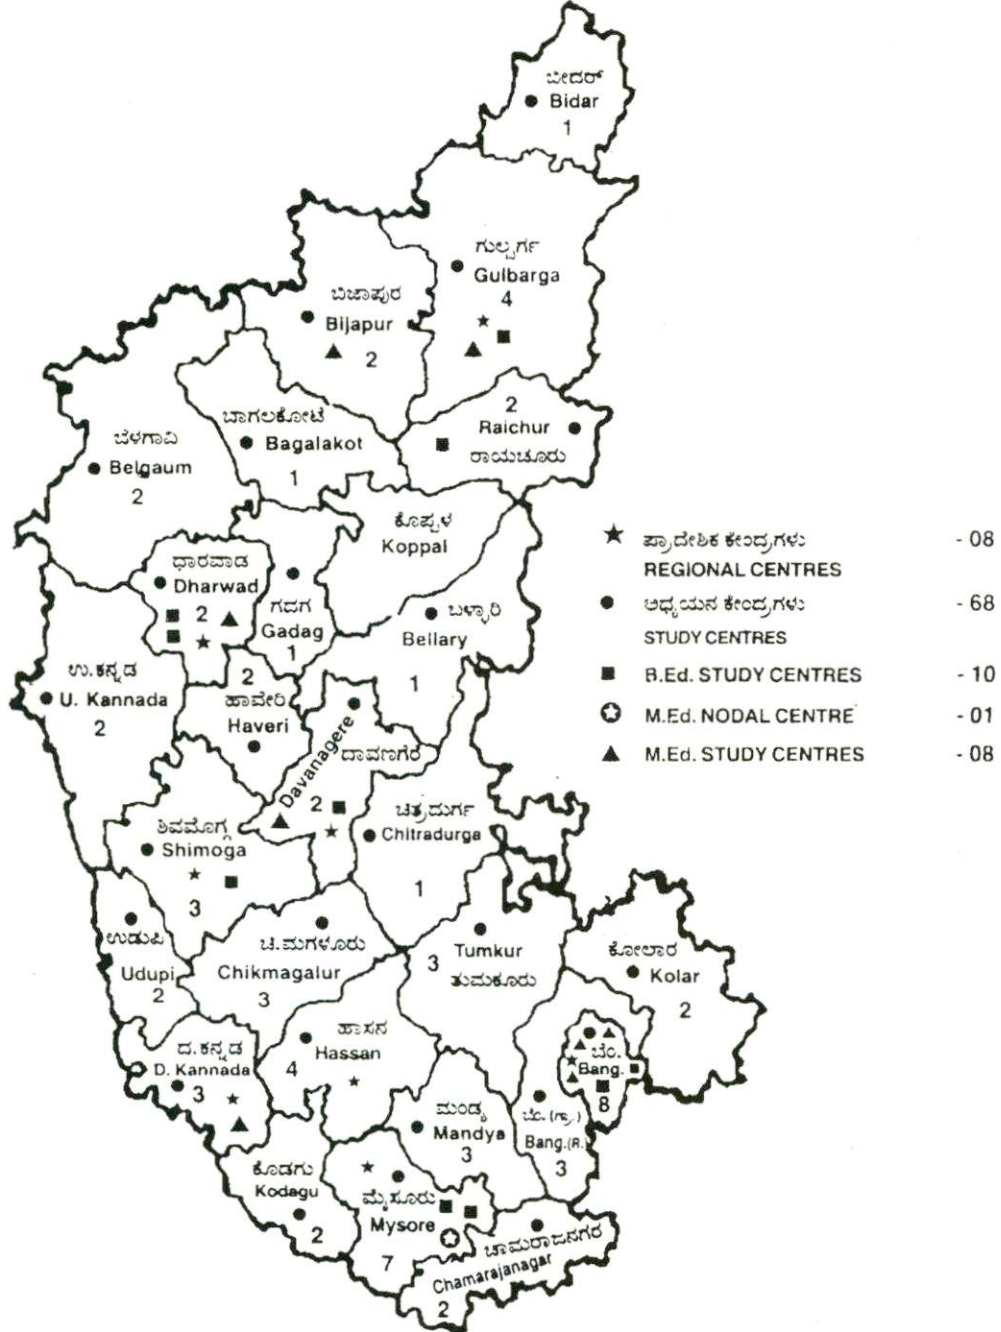 ಬೀದರ್
Bidar
1
ಗುಲ್ಬರ್ಗ
Gulbarga
4
ಬಿಜಾಪುರ
Bijapur
2
2
Raichur
ರಾಯಚೂರು
ಬಾಗಲಕೋಟೆ
Bagalakot
1
ಬೆಳಗಾವಿ
Belgaum
2
ಕೊಪ್ಪಳ
Koppal
ಧಾರವಾಡ
Dharwad
2
ಗದಗ
Gadag
1
ಬಳ್ಳಾರಿ
Bellary
1
ಉ.ಕನ್ನಡ
U. Kannada
2
2
ಹಾವೇರಿ
Haveri
Davanagere
ದಾವಣಗೆರೆ
2
ಚಿತ್ರದುರ್ಗ
Chitradurga
1
ಶಿವಮೊಗ್ಗ
Shimoga
3
ಉಡುಪಿ
Udupi
2
ಚಿ.ಮಗಳೂರು
Chikmagalur
3
Tumkur
3
ತುಮಕೂರು
ಕೋಲಾರ
Kolar
2
ಹಾಸನ
Hassan
4
ದ.ಕನ್ನಡ
D. Kannada
3
ಬೆಂ.
Bang.
8
ಬೆಂ.(ಗ್ರಾ.)
Bang.(R.)
3
ಮಂಡ್ಯ
Mandya
3
ಕೊಡಗು
Kodagu
2
ಮೈಸೂರು
Mysore
7
ಚಾಮರಾಜನಗರ
Chamarajanagar
2
ಪ್ರಾದೇಶಿಕ ಕೇಂದ್ರಗಳು - 08
REGIONAL CENTRES
ಅಧ್ಯಯನ ಕೇಂದ್ರಗಳು - 68
STUDY CENTRES
B.Ed. STUDY CENTRES - 10
M.Ed. NODAL CENTRE - 01
M.Ed. STUDY CENTRES - 08